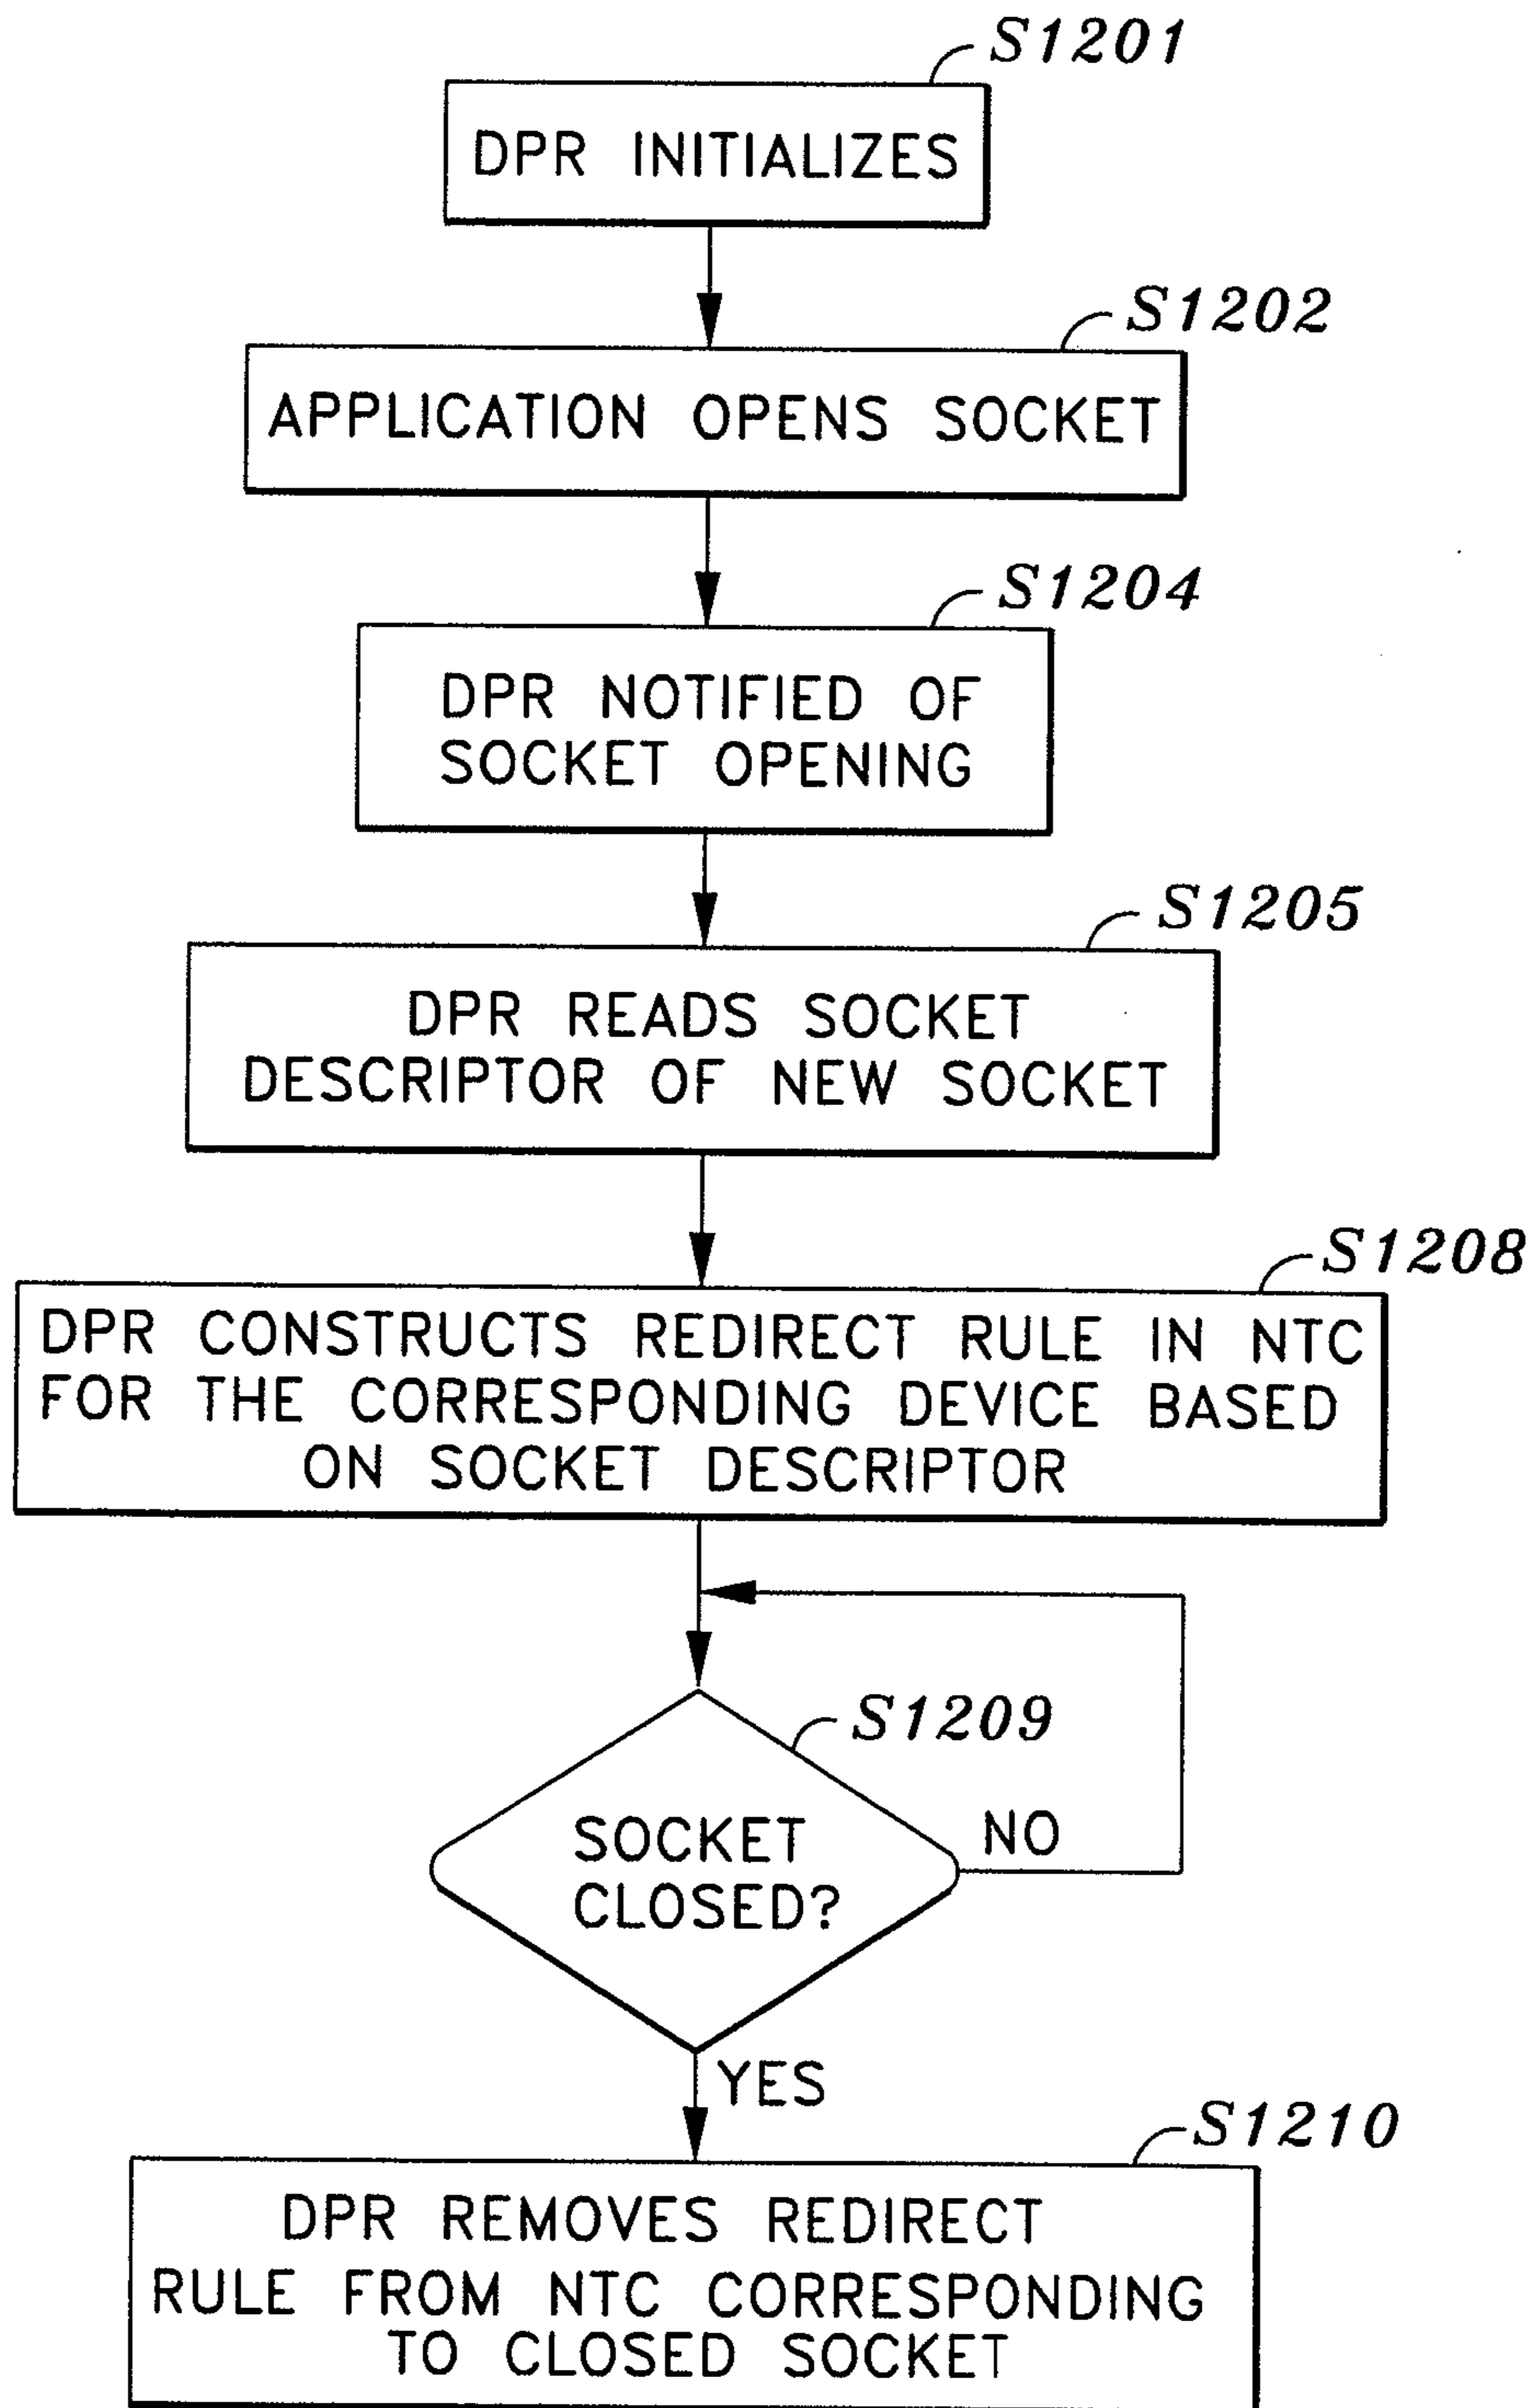 S1201
DPR INITIALIZES
S1202
APPLICATION OPENS SOCKET
S1204
DPR NOTIFIED OF
SOCKET OPENING
S1205
DPR READS SOCKET
DESCRIPTOR OF NEW SOCKET
S1208
DPR CONSTRUCTS REDIRECT RULE IN NTC
FOR THE CORRESPONDING DEVICE BASED
ON SOCKET DESCRIPTOR
S1209
SOCKET
CLOSED?
NO
YES
S1210
DPR REMOVES REDIRECT
RULE FROM NTC CORRESPONDING
TO CLOSED SOCKET